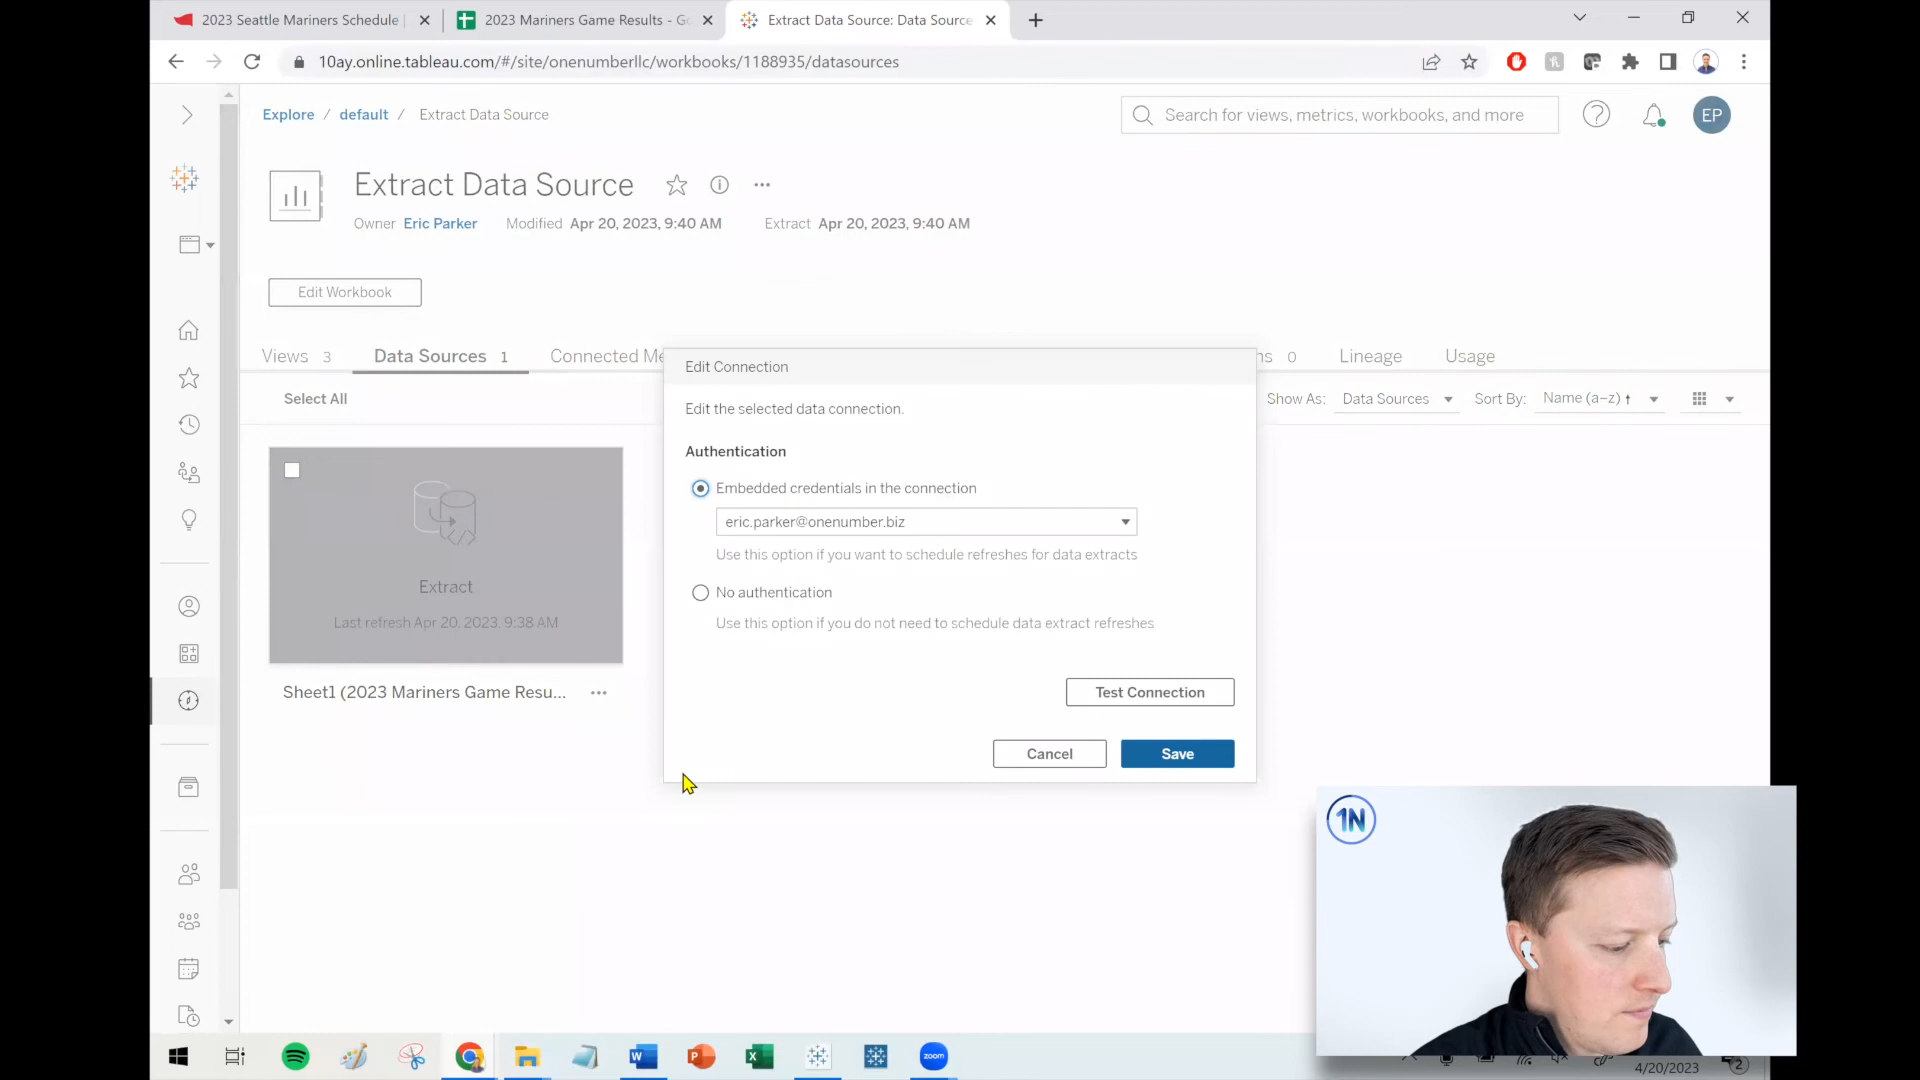 2023 Seattle Mariners Schedule
2023 Mariners Game Results - Go
Extract Data Source: Data Source
10ay.online.tableau.com/#/site/onenumberllc/workbooks/1188935/datasources
Explore / default / Extract Data Source
Search for views, metrics, workbooks, and more
EP
Extract Data Source
Owner Eric Parker Modified Apr 20, 2023, 9:40 AM Extract Apr 20, 2023, 9:40 AM
Edit Workbook
Views 3 Data Sources 1 Connected Me ns 0 Lineage Usage
Select All
Show As: Data Sources Sort By: Name (a–z) ↑
Extract
Last refresh Apr 20, 2023, 9:38 AM
Sheet1 (2023 Mariners Game Resu...
Edit Connection
Edit the selected data connection.
Authentication
Embedded credentials in the connection
eric.parker@onenumber.biz
Use this option if you want to schedule refreshes for data extracts
No authentication
Use this option if you do not need to schedule data extract refreshes
Test Connection
Cancel
Save
1N
zoom
4/20/2023
2